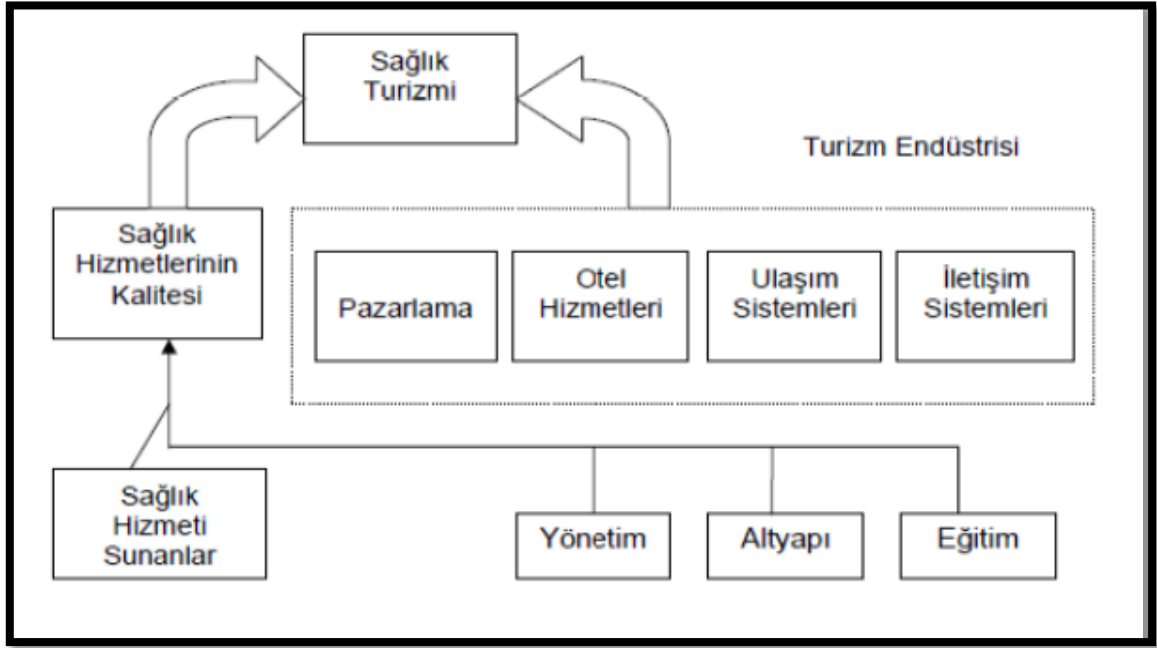 Sağlık
Turizmi
Turizm Endüstrisi
Sağlık
Hizmetlerinin
Kalitesi
Pazarlama
Otel
Hizmetleri
Ulaşım
Sistemleri
İletişim
Sistemleri
Sağlık
Hizmeti
Sunanlar
Yönetim
Altyapı
Eğitim